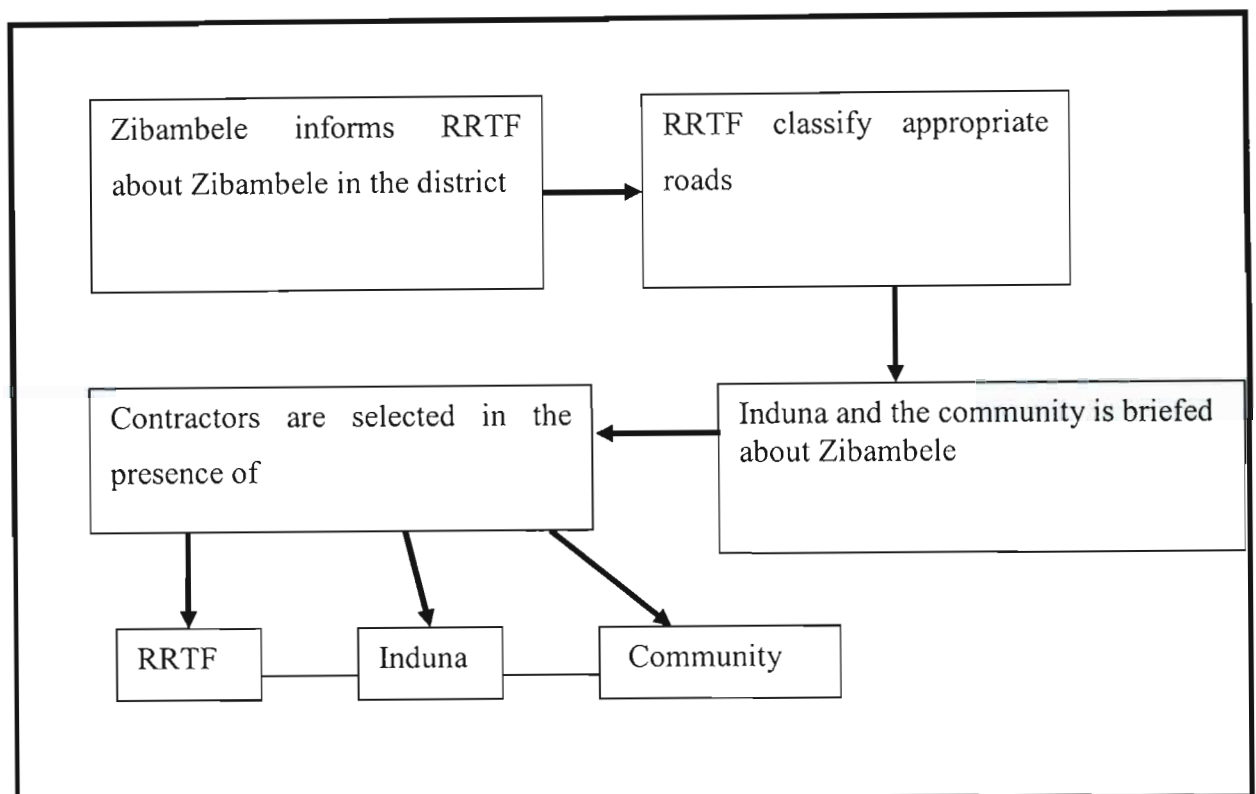 Zibambele informs RRTF
about Zibambele in the district
RRTF classify appropriate
roads
Induna and the community is briefed
about Zibambele
Contractors are selected in the
presence of
RRTF
Induna
Community